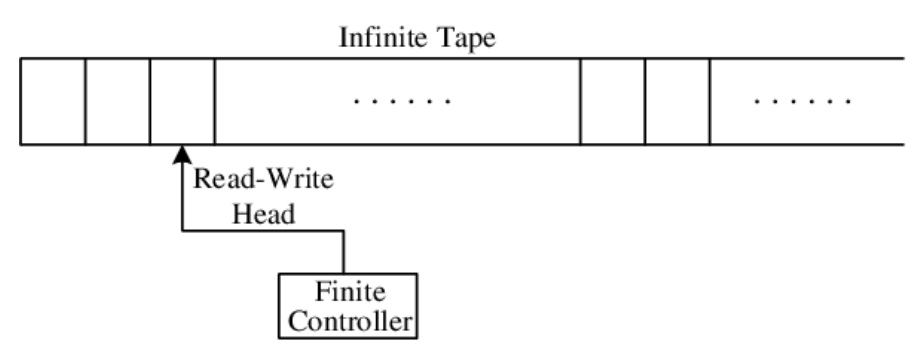 Infinite Tape
. . . . . .
. . . . . .
Read-Write
Head
Finite
Controller